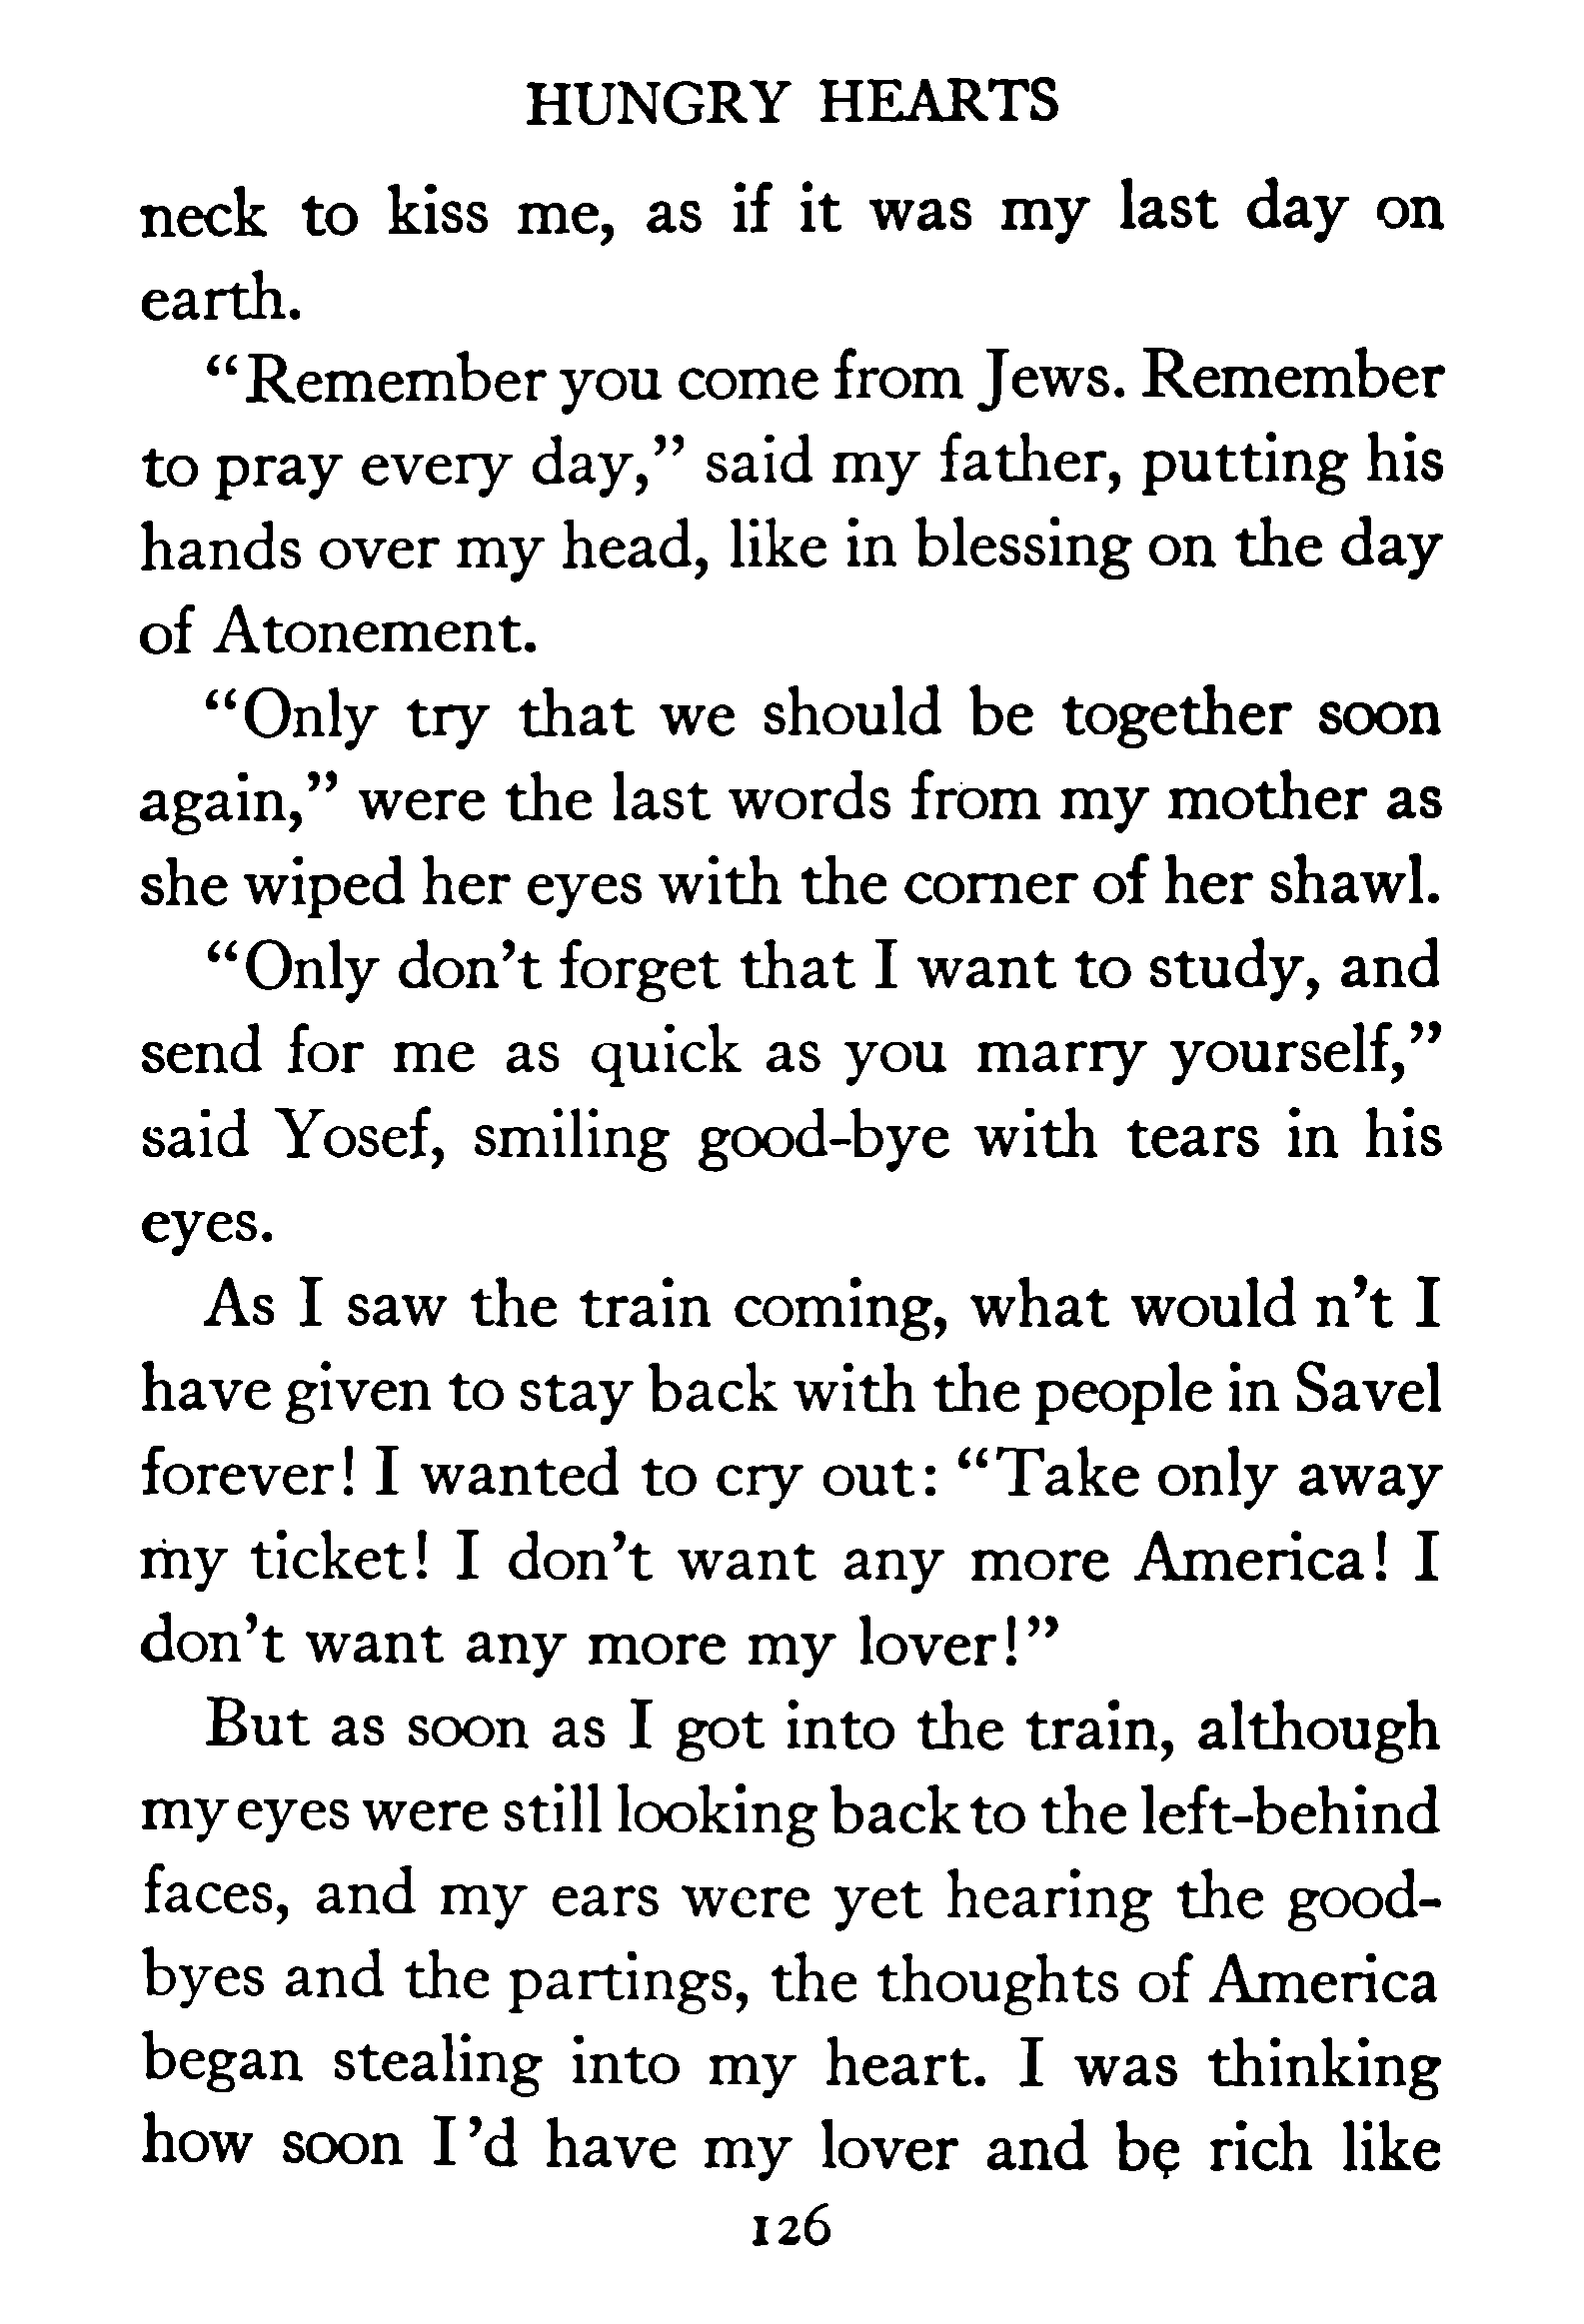 HUNGRY HEARTS
neck to kiss me, as if it was my last day on
earth.
“Remember you come from Jews. Remember
to pray every day,” said my father, putting his
hands over my head, like in blessing on the day
of Atonement.
“Only try that we should be together soon
again,” were the last words from my mother as
she wiped her eyes with the corner of her shawl.
“Only don’t forget that I want to study, and
send for me as quick as you marry yourself,”
said Yosef, smiling good-bye with tears in his
eyes.
As I saw the train coming, what would n’t I
have given to stay back with the people in Savel
forever! I wanted to cry out: “Take only away
my ticket! I don’t want any more America! I
don’t want any more my lover!”
But as soon as I got into the train, although
my eyes were still looking back to the left-behind
faces, and my ears were yet hearing the good-
byes and the partings, the thoughts of America
began stealing into my heart. I was thinking
how soon I ’d have my lover and be rich like
126